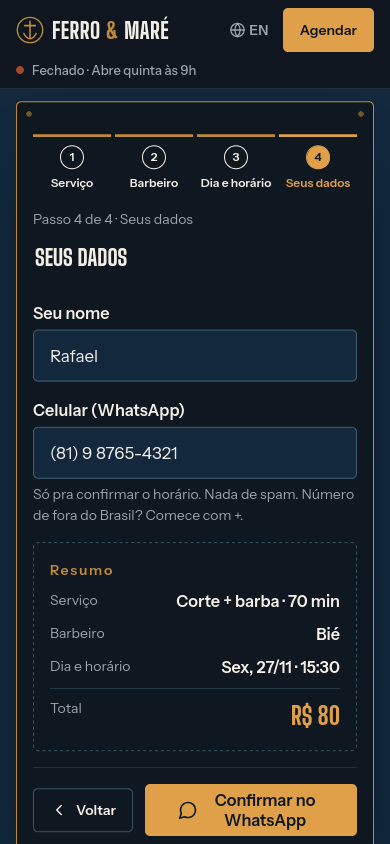 FERRO & MARÉ
EN
Agendar
Fechado · Abre quinta às 9h
1
2
3
4
Serviço
Barbeiro
Dia e horário
Seus dados
Passo 4 de 4 · Seus dados
SEUS DADOS
Seu nome
Rafael
Celular (WhatsApp)
(81) 9 8765-4321
Só pra confirmar o horário. Nada de spam. Número
de fora do Brasil? Comece com +.
Resumo
Serviço Corte + barba · 70 min
Barbeiro Bié
Dia e horário Sex, 27/11 · 15:30
Total R$ 80
Voltar
Confirmar no
WhatsApp